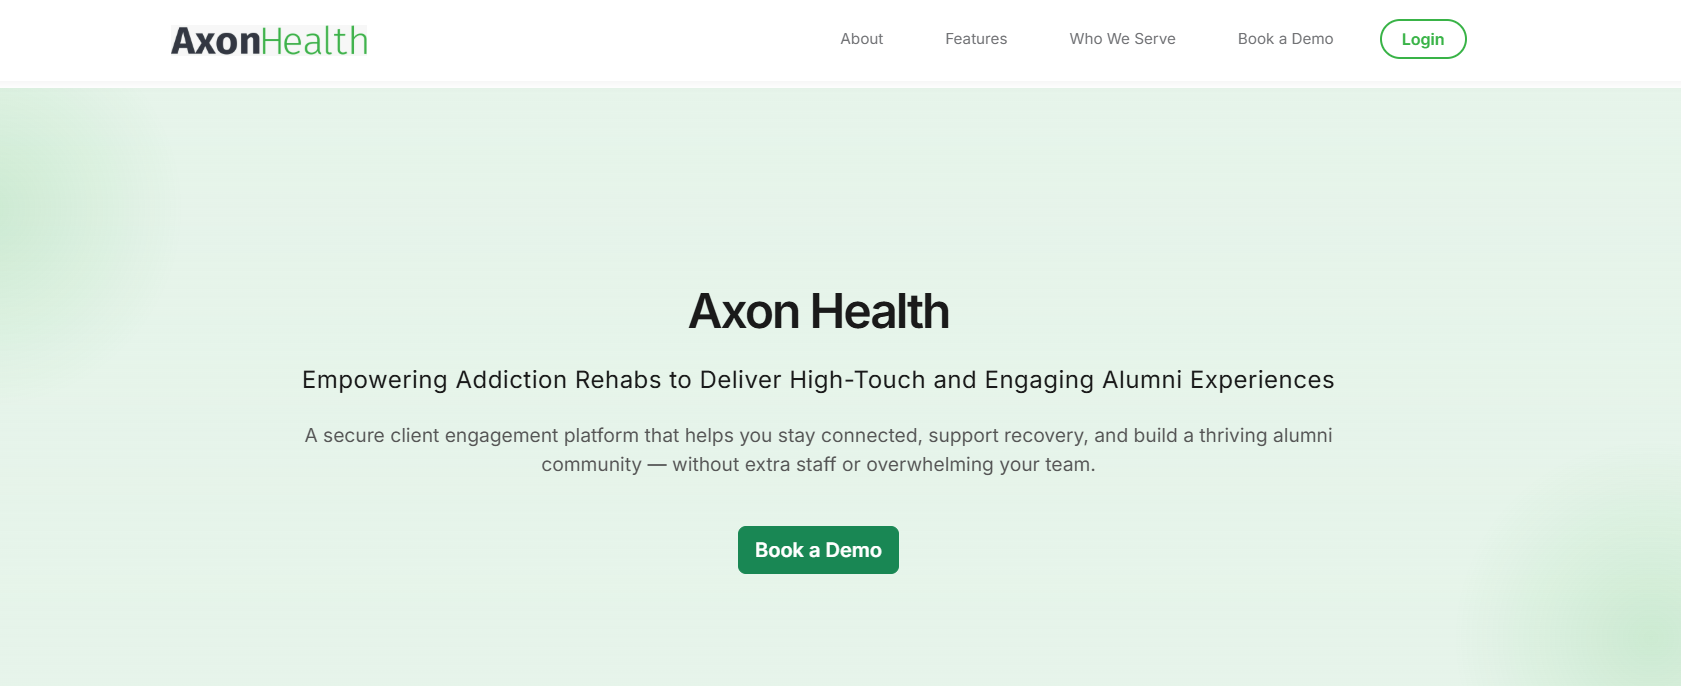 AxonHealth
About
Features
Who We Serve
Book a Demo
Login
Axon Health
Empowering Addiction Rehabs to Deliver High-Touch and Engaging Alumni Experiences
A secure client engagement platform that helps you stay connected, support recovery, and build a thriving alumni
community — without extra staff or overwhelming your team.
Book a Demo